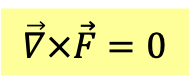 ∇⃗×F⃗ = 0